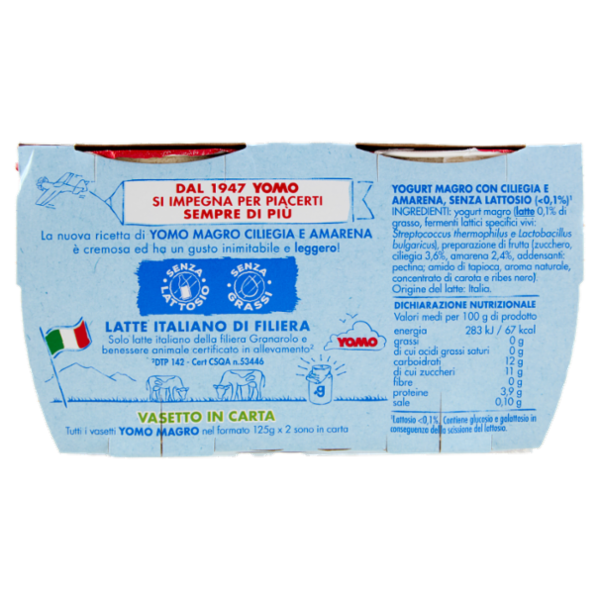 DAL 1947 YOMO
SI IMPEGNA PER PIACERTI
SEMPRE DI PIÙ
La nuova ricetta di YOMO MAGRO CILIEGIA E AMARENA
è cremosa ed ha un gusto inimitabile e leggero!
SENZA LATTOSIO¹
SENZA GRASSI
LATTE ITALIANO DI FILIERA
Solo latte italiano della filiera Granarolo e
benessere animale certificato in allevamento²
²DTP 142 - Cert CSQA n.53446
YOMO
g
VASETTO IN CARTA
Tutti i vasetti YOMO MAGRO nel formato 125g x 2 sono in carta
YOGURT MAGRO CON CILIEGIA E
AMARENA, SENZA LATTOSIO (<0,1%)¹
INGREDIENTI: yogurt magro (latte 0,1% di
grasso, fermenti lattici specifici vivi:
Streptococcus thermophilus e Lactobacillus
bulgaricus), preparazione di frutta (zucchero,
ciliegia 3,6%, amarena 2,4%, addensanti:
pectina; amido di tapioca, aroma naturale,
concentrato di carota e ribes nero).
Origine del latte: Italia.
DICHIARAZIONE NUTRIZIONALE
Valori medi per 100 g di prodotto
energia 283 kJ / 67 kcal
grassi 0 g
di cui acidi grassi saturi 0 g
carboidrati 12 g
di cui zuccheri 11 g
fibre 0 g
proteine 3,9 g
sale 0,10 g
¹Lattosio <0,1%. Contiene glucosio e galattosio in
conseguenza della scissione del lattosio.